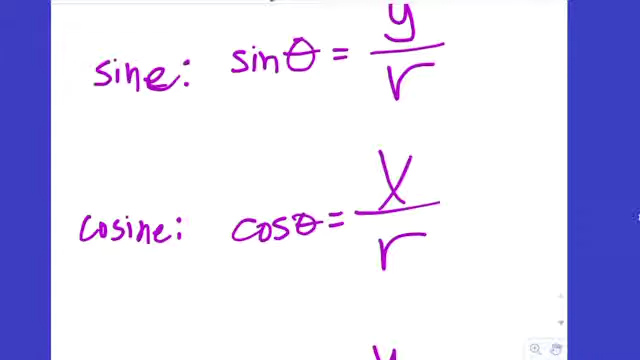 sine: sinθ = y/r
cosine: cosθ = x/r